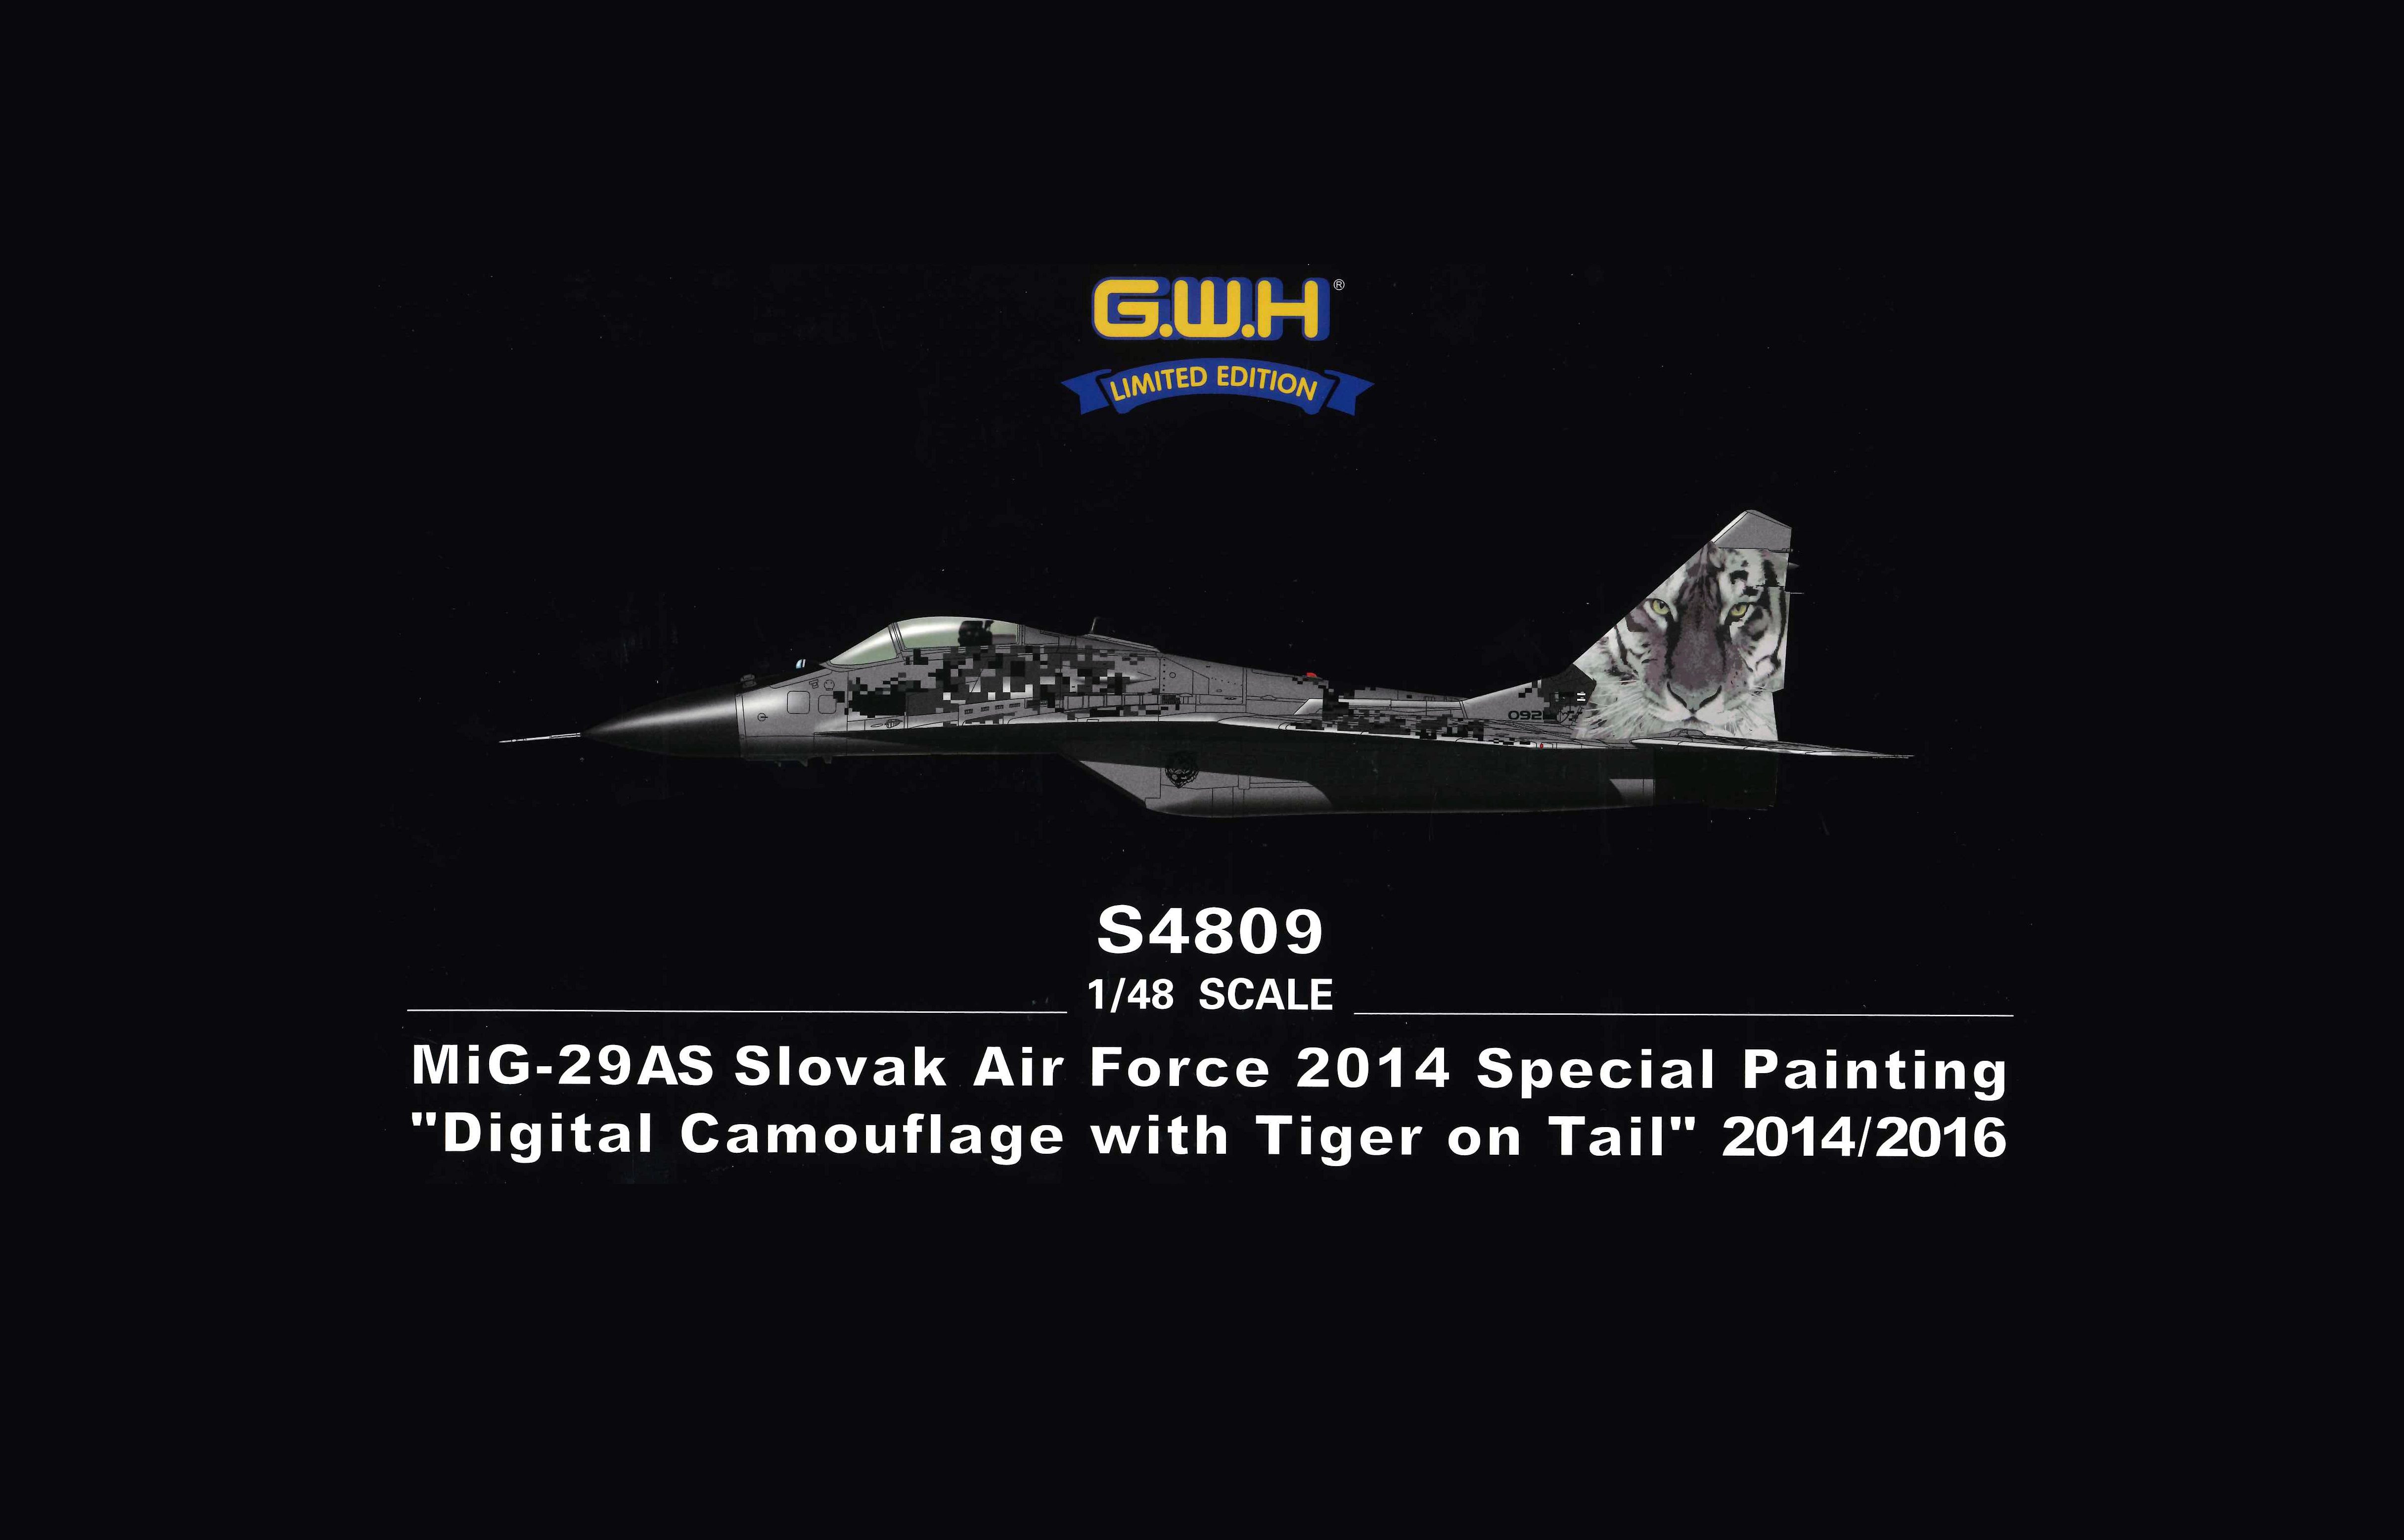 G.W.H®
LIMITED EDITION
092
S4809
1/48 SCALE
MiG-29AS Slovak Air Force 2014 Special Painting
"Digital Camouflage with Tiger on Tail" 2014/2016